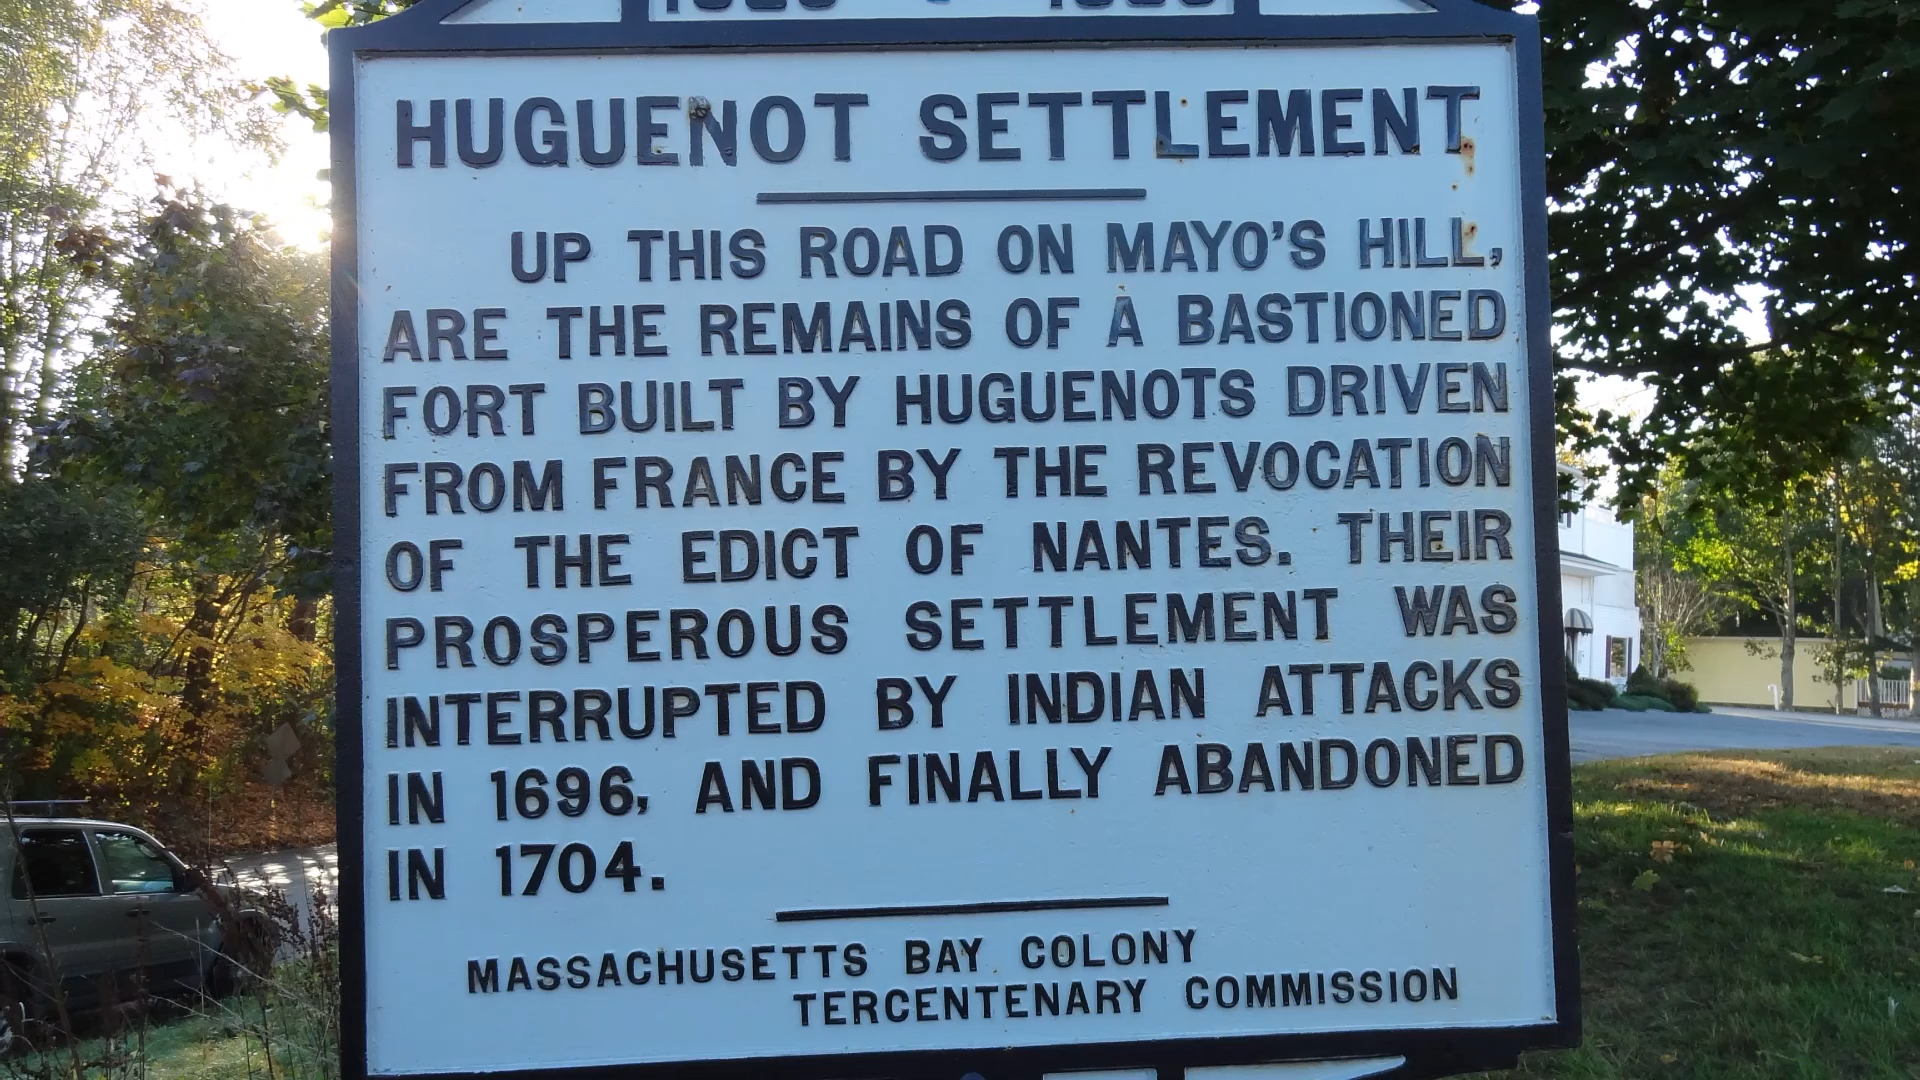 HUGUENOT SETTLEMENT
UP THIS ROAD ON MAYO'S HILL,
ARE THE REMAINS OF A BASTIONED
FORT BUILT BY HUGUENOTS DRIVEN
FROM FRANCE BY THE REVOCATION
OF THE EDICT OF NANTES. THEIR
PROSPEROUS SETTLEMENT WAS
INTERRUPTED BY INDIAN ATTACKS
IN 1696, AND FINALLY ABANDONED
IN 1704.
MASSACHUSETTS BAY COLONY
TERCENTENARY COMMISSION